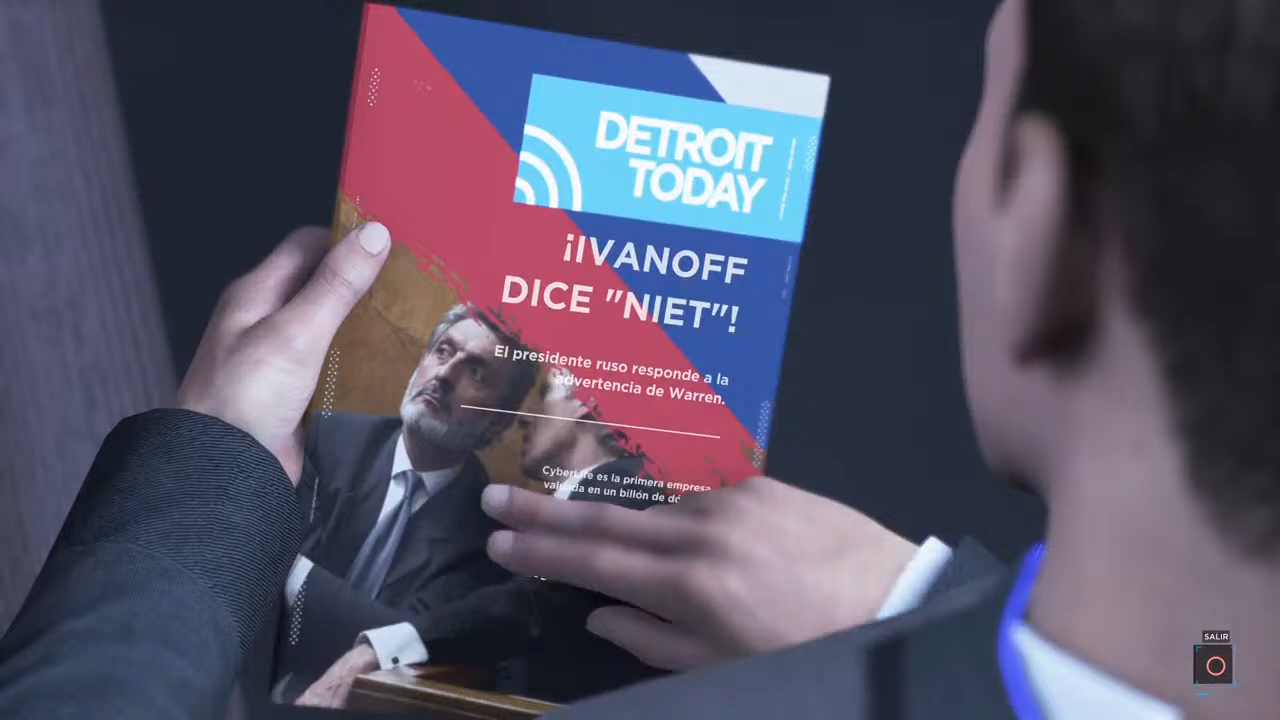 DETROIT
TODAY
¡IVANOFF
DICE "NIET"!
El presidente ruso responde a la
advertencia de Warren.
CyberLife es la primera empresa
valuada en un billón de
SALIR